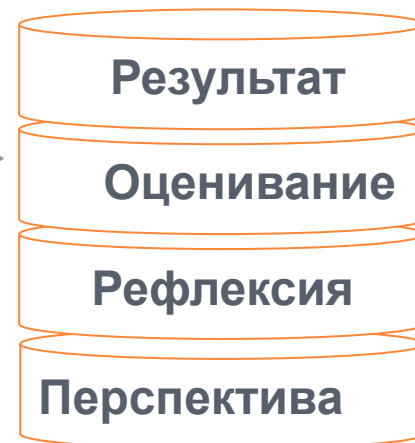 Результат
Оценивание
Рефлексия
Перспектива